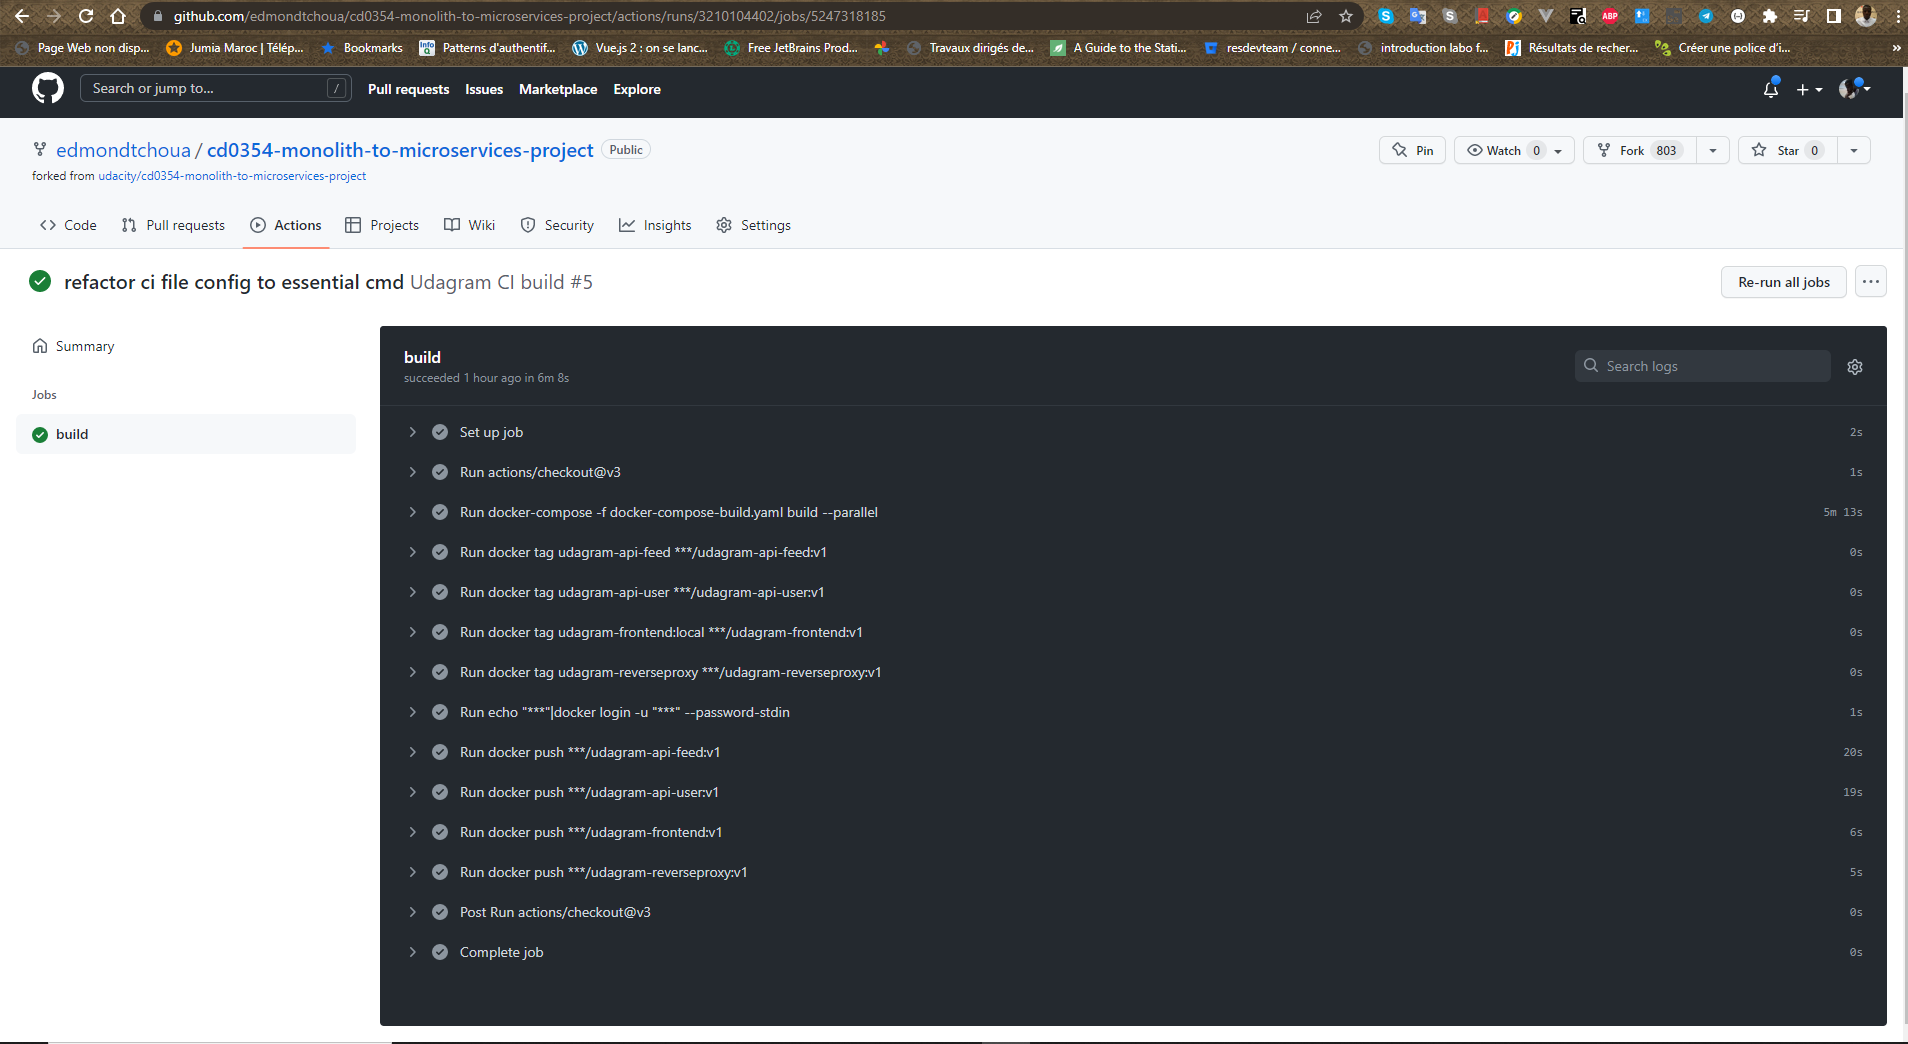 github.com/edmondtchoua/cd0354-monolith-to-microservices-project/actions/runs/3210104402/jobs/5247318185
Page Web non disp... Jumia Maroc | Télép... Bookmarks Patterns d'authentif... Vue.js 2 : on se lanc... Free JetBrains Prod... Travaux dirigés de... A Guide to the Stati... resdevteam / conne... introduction labo f... Résultats de recher... Créer une police d'i... »
Search or jump to... / Pull requests Issues Marketplace Explore
edmondtchoua / cd0354-monolith-to-microservices-project Public Pin Watch 0 Fork 803 Star 0
forked from udacity/cd0354-monolith-to-microservices-project
Code Pull requests Actions Projects Wiki Security Insights Settings
refactor ci file config to essential cmd Udagram CI build #5 Re-run all jobs ...
Summary
Jobs
build
build
succeeded 1 hour ago in 6m 8s
Search logs
Set up job 2s
Run actions/checkout@v3 1s
Run docker-compose -f docker-compose-build.yaml build --parallel 5m 13s
Run docker tag udagram-api-feed ***/udagram-api-feed:v1 0s
Run docker tag udagram-api-user ***/udagram-api-user:v1 0s
Run docker tag udagram-frontend:local ***/udagram-frontend:v1 0s
Run docker tag udagram-reverseproxy ***/udagram-reverseproxy:v1 0s
Run echo "***"|docker login -u "***" --password-stdin 1s
Run docker push ***/udagram-api-feed:v1 20s
Run docker push ***/udagram-api-user:v1 19s
Run docker push ***/udagram-frontend:v1 6s
Run docker push ***/udagram-reverseproxy:v1 5s
Post Run actions/checkout@v3 0s
Complete job 0s